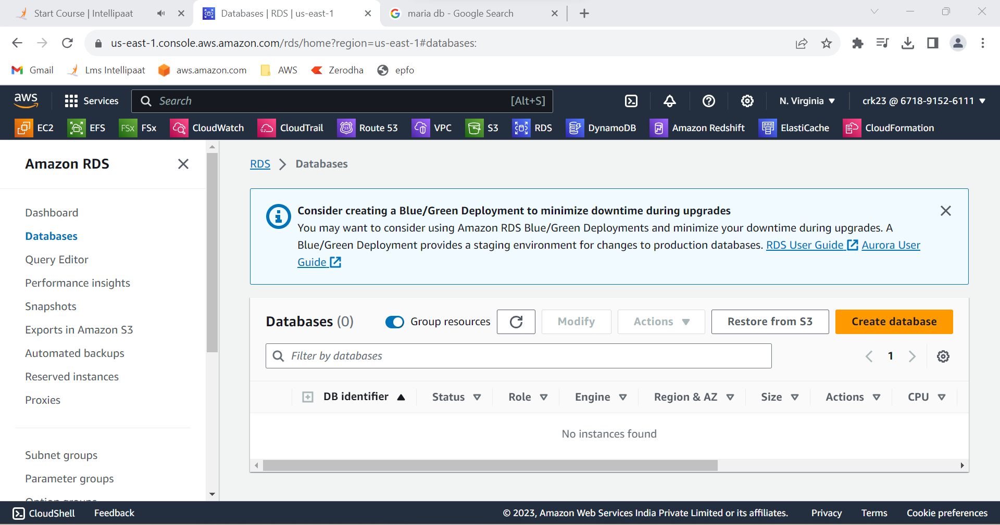 Start Course | Intellipaat
Databases | RDS | us-east-1
maria db - Google Search
us-east-1.console.aws.amazon.com/rds/home?region=us-east-1#databases:
Gmail
Lms Intellipaat
aws.amazon.com
AWS
Zerodha
epfo
aws
Services
Search
[Alt+S]
N. Virginia
crk23 @ 6718-9152-6111
EC2
EFS
FSx
FSx
CloudWatch
CloudTrail
53
Route 53
VPC
S3
RDS
DynamoDB
Amazon Redshift
ElastiCache
CloudFormation
Amazon RDS
Dashboard
Databases
Query Editor
Performance insights
Snapshots
Exports in Amazon S3
Automated backups
Reserved instances
Proxies
Subnet groups
Parameter groups
Option groups
RDS
Databases
Consider creating a Blue/Green Deployment to minimize downtime during upgrades
You may want to consider using Amazon RDS Blue/Green Deployments and minimize your downtime during upgrades. A
Blue/Green Deployment provides a staging environment for changes to production databases. RDS User Guide Aurora User
Guide
Databases (0)
Group resources
Modify
Actions
Restore from S3
Create database
Filter by databases
1
DB identifier
Status
Role
Engine
Region & AZ
Size
Actions
CPU
No instances found
CloudShell
Feedback
© 2023, Amazon Web Services India Private Limited or its affiliates.
Privacy
Terms
Cookie preferences